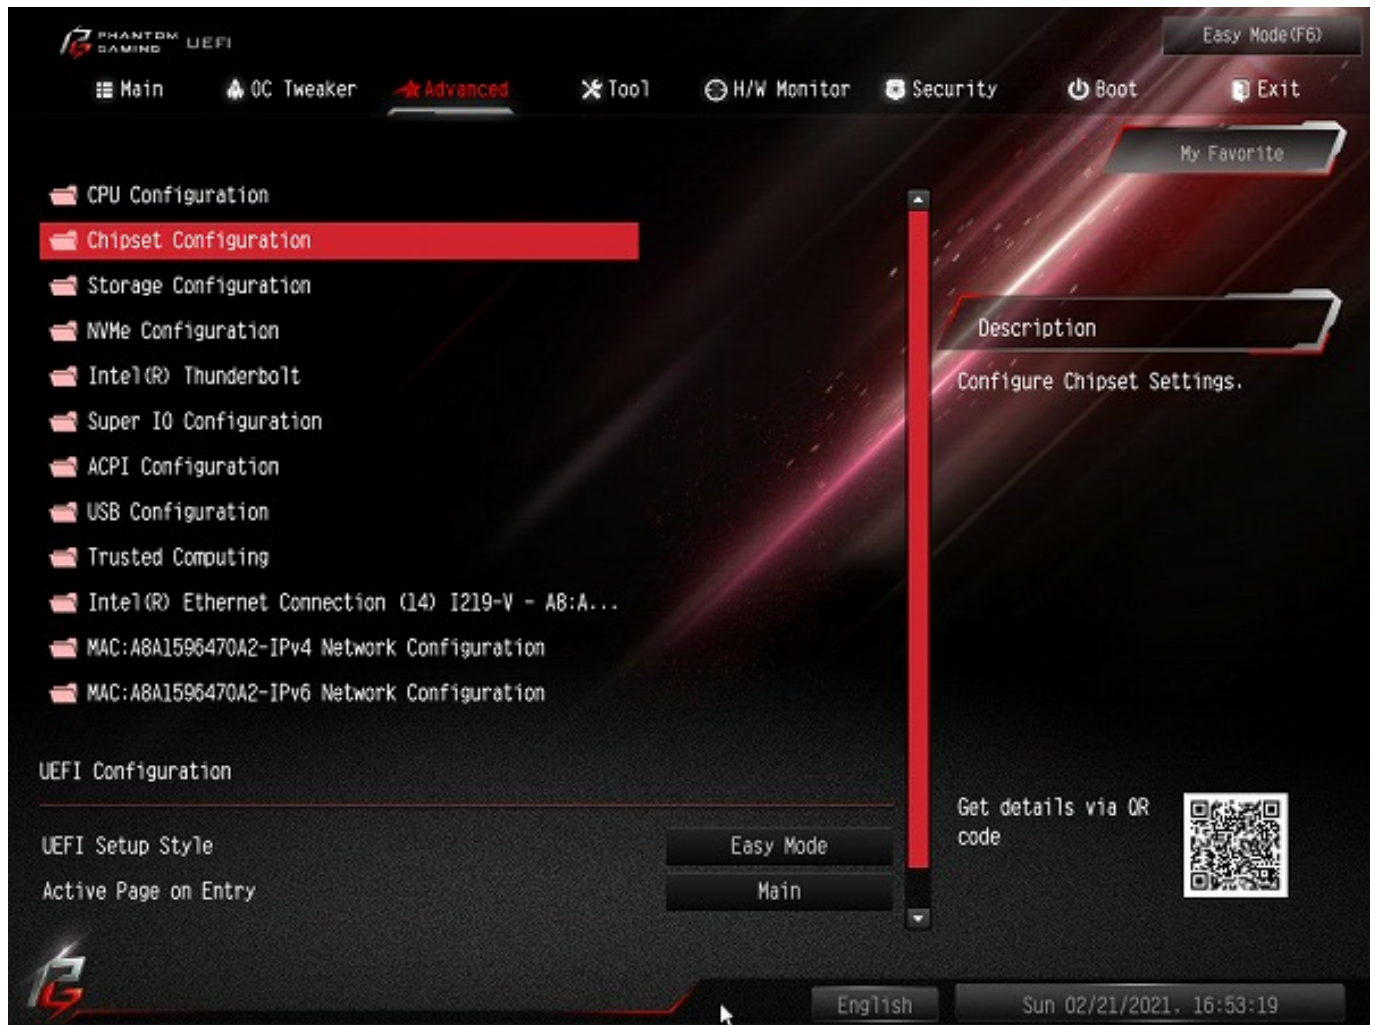 PHANTOM
GAMING UEFI
Easy Mode(F6)
Main OC Tweaker Advanced Tool H/W Monitor Security Boot Exit
My Favorite
CPU Configuration
Chipset Configuration
Storage Configuration
NVMe Configuration
Intel(R) Thunderbolt
Super IO Configuration
ACPI Configuration
USB Configuration
Trusted Computing
Intel(R) Ethernet Connection (14) I219-V - A8:A...
MAC:A8A1596470A2-IPv4 Network Configuration
MAC:A8A1596470A2-IPv6 Network Configuration
Description
Configure Chipset Settings.
UEFI Configuration
UEFI Setup Style Easy Mode
Active Page on Entry Main
Get details via QR
code
English Sun 02/21/2021, 16:53:19